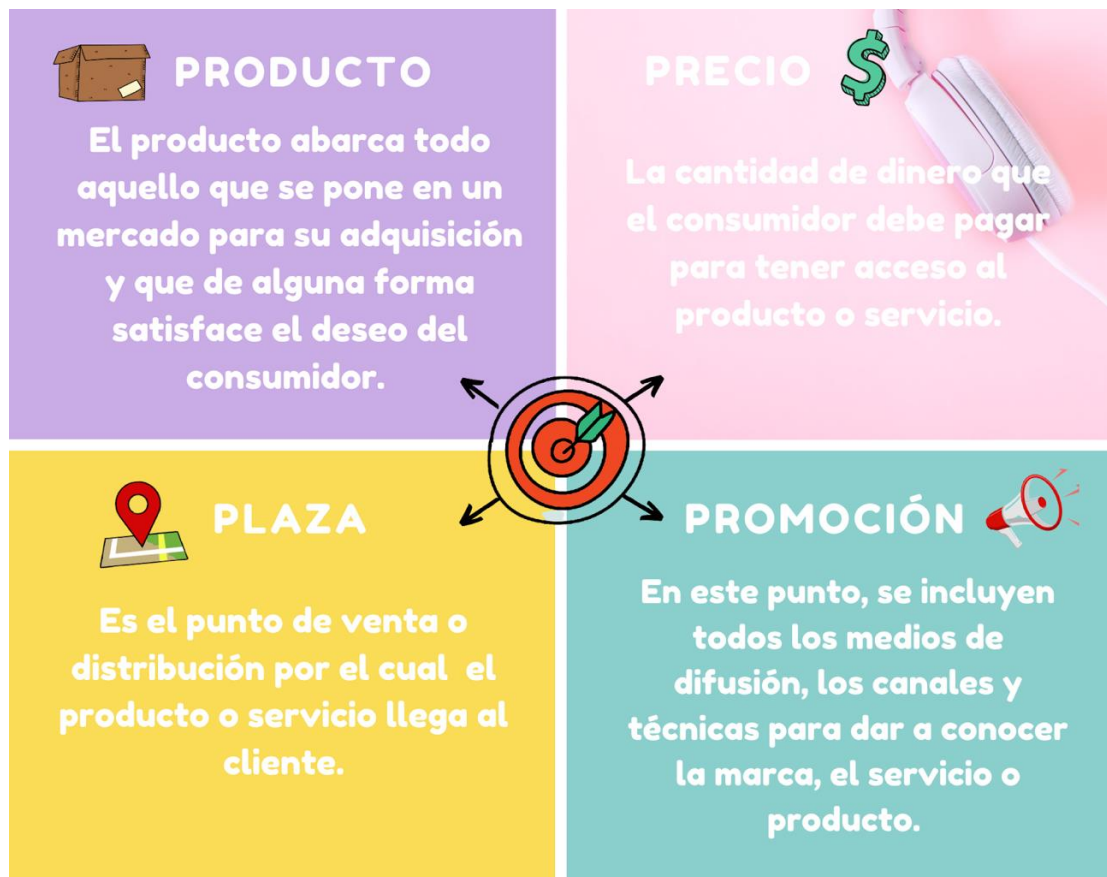 PRODUCTO
El producto abarca todo
aquello que se pone en un
mercado para su adquisición
y que de alguna forma
satisface el deseo del
consumidor.
PRECIO
La cantidad de dinero que
el consumidor debe pagar
para tener acceso al
producto o servicio.
PLAZA
Es el punto de venta o
distribución por el cual el
producto o servicio llega al
cliente.
PROMOCIÓN
En este punto, se incluyen
todos los medios de
difusión, los canales y
técnicas para dar a conocer
la marca, el servicio o
producto.